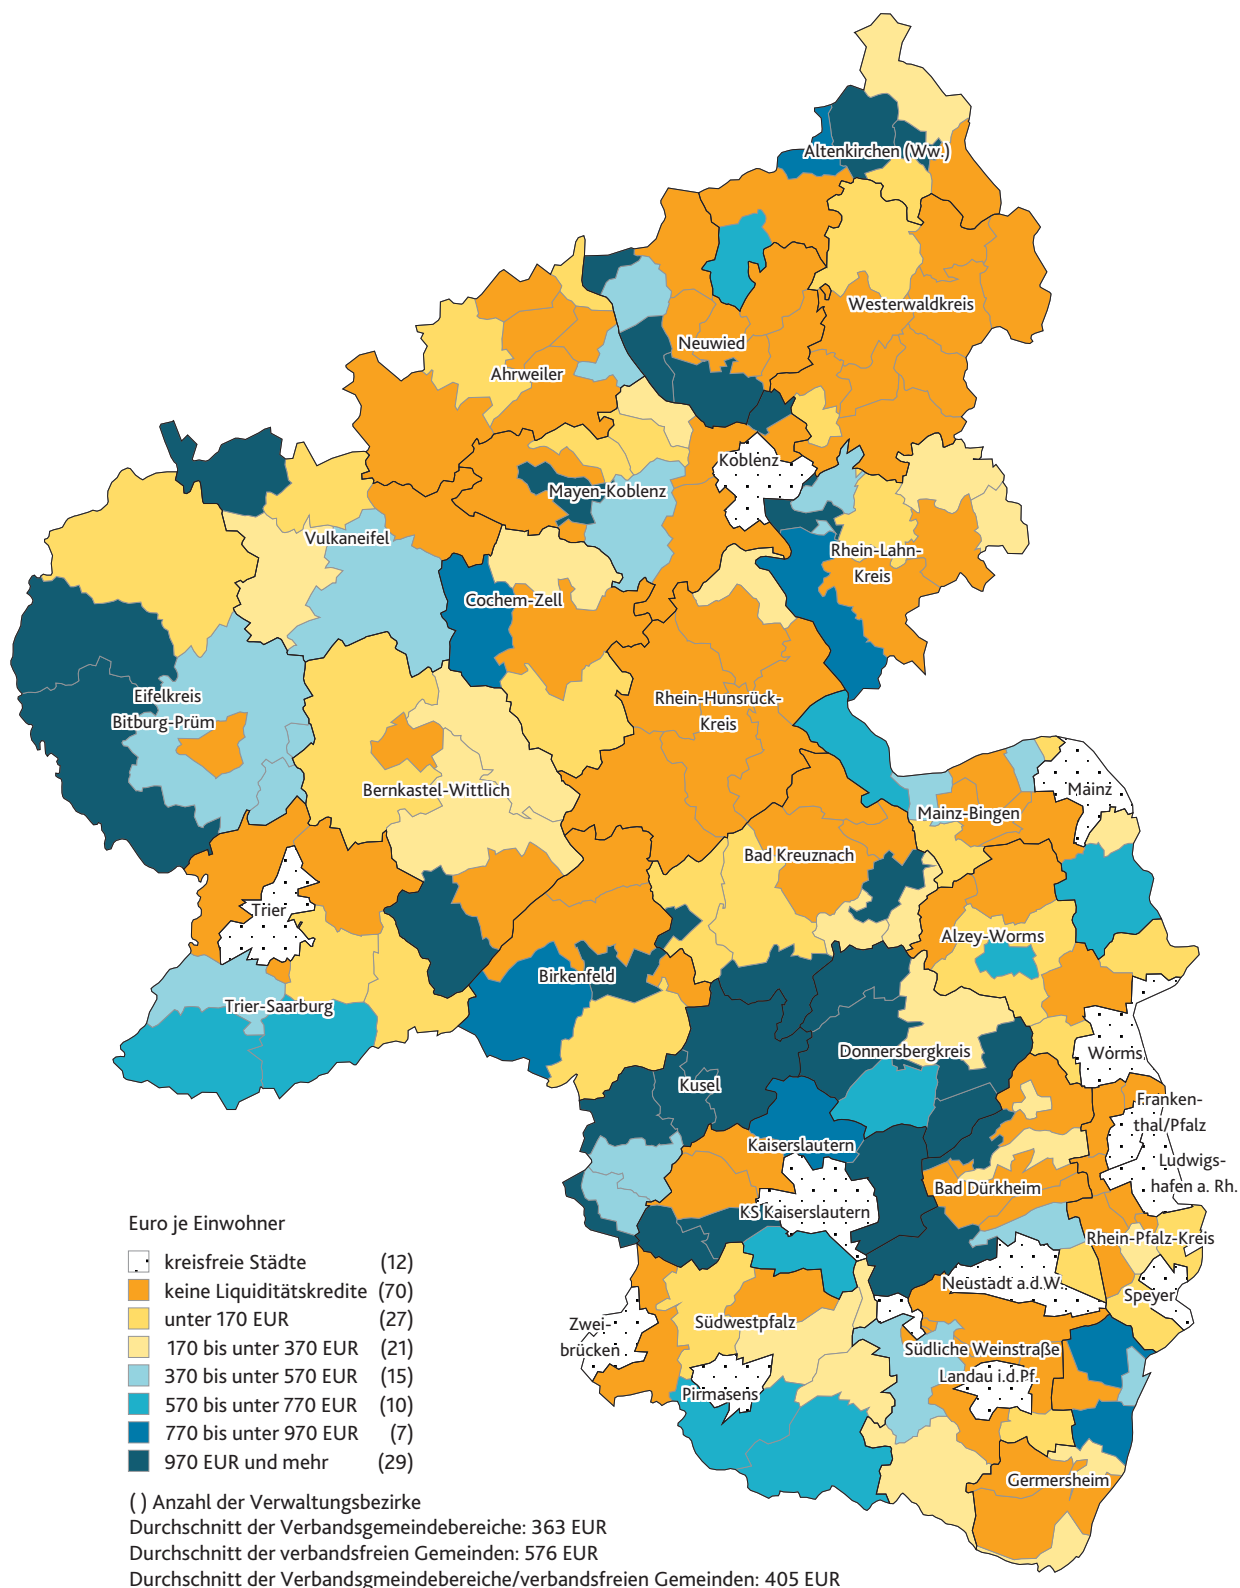 Altenkirchen (Ww.)
Westerwaldkreis
Neuwied
Ahrweiler
Koblenz
Mayen-Koblenz
Vulkaneifel
Rhein-Lahn-
Kreis
Cochem-Zell
Eifelkreis
Bitburg-Prüm
Rhein-Hunsrück-
Kreis
Bernkastel-Wittlich
Mainz
Mainz-Bingen
Bad Kreuznach
Trier
Alzey-Worms
Birkenfeld
Trier-Saarburg
Donnersbergkreis
Worms
Kusel
Franken-
thal/Pfalz
Kaiserslautern
Ludwigs-
hafen a. Rh.
Bad Dürkheim
KS Kaiserslautern
Rhein-Pfalz-Kreis
Neustadt a.d.W.
Speyer
Zwei-
brücken
Südwestpfalz
Südliche Weinstraße
Landau i.d.Pf.
Pirmasens
Germersheim
Euro je Einwohner
kreisfreie Städte (12)
keine Liquiditätskredite (70)
unter 170 EUR (27)
170 bis unter 370 EUR (21)
370 bis unter 570 EUR (15)
570 bis unter 770 EUR (10)
770 bis unter 970 EUR (7)
970 EUR und mehr (29)
( ) Anzahl der Verwaltungsbezirke
Durchschnitt der Verbandsgemeindebereiche: 363 EUR
Durchschnitt der verbandsfreien Gemeinden: 576 EUR
Durchschnitt der Verbandsgmeindebereiche/verbandsfreien Gemeinden: 405 EUR